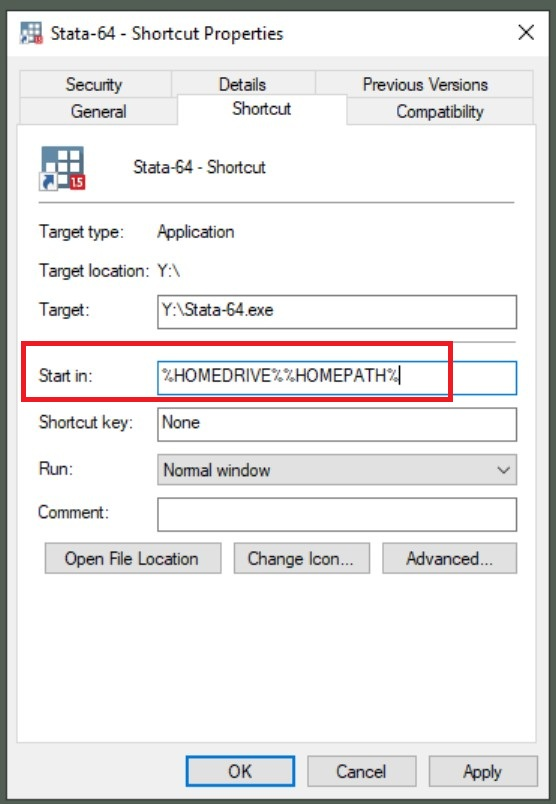 Stata-64 - Shortcut Properties
Security Details Previous Versions
General Shortcut Compatibility
15
Stata-64 - Shortcut
Target type: Application
Target location: Y:\
Target: Y:\Stata-64.exe
Start in: %HOMEDRIVE%%HOMEPATH%
Shortcut key: None
Run: Normal window
Comment:
Open File Location Change Icon... Advanced...
OK Cancel Apply